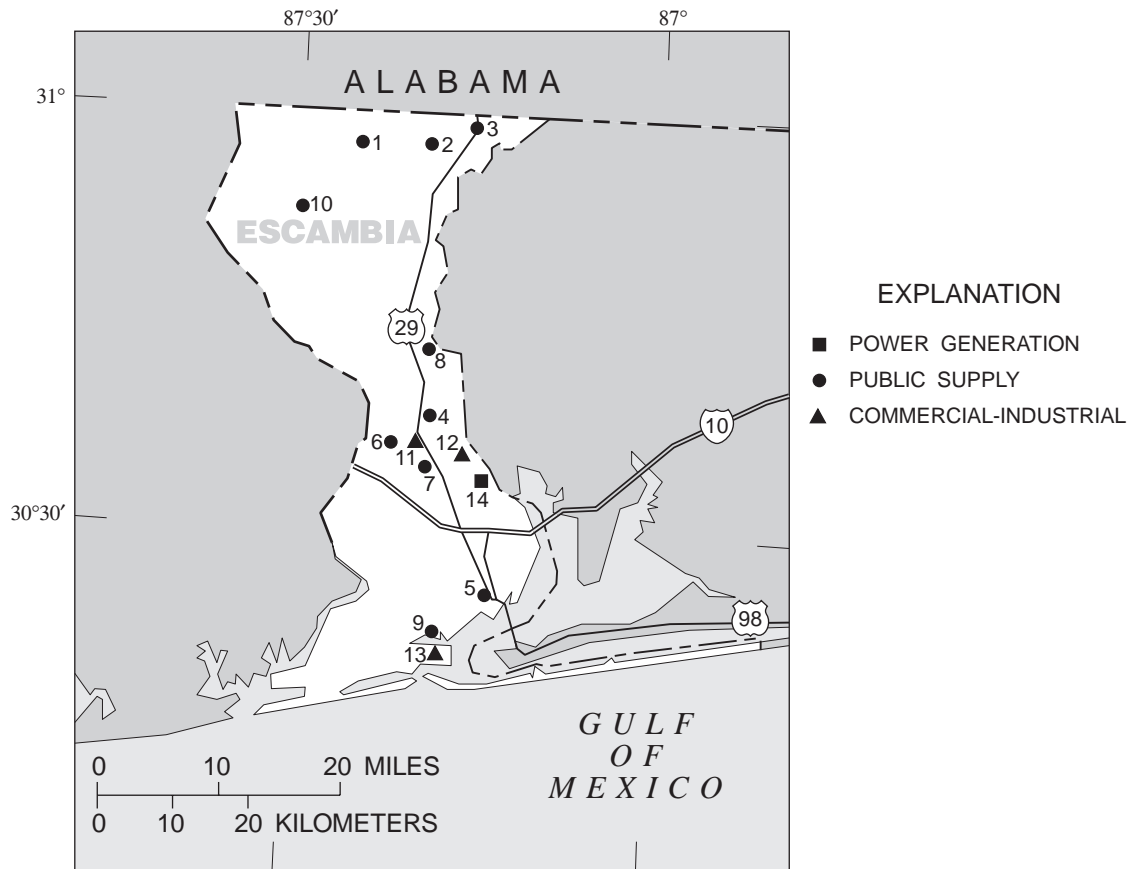 87°30′ 87°
ALABAMA
31°
3
1 2
10
ESCAMBIA
EXPLANATION
29
POWER GENERATION
8
PUBLIC SUPPLY
4
COMMERCIAL-INDUSTRIAL
10
6 12
11
7
14
30°30′
5
98
9
13
GULF
OF
MEXICO
0 10 20 MILES
0 10 20 KILOMETERS